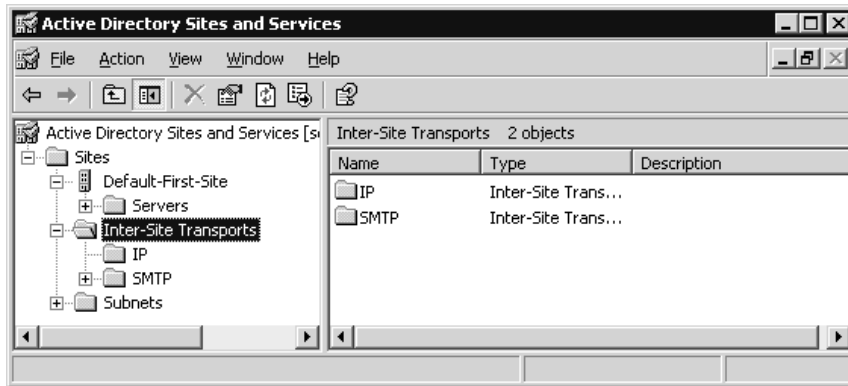 Active Directory Sites and Services
File Action View Window Help
Active Directory Sites and Services [s
Sites
Default-First-Site
Servers
Inter-Site Transports
IP
SMTP
Subnets
Inter-Site Transports 2 objects
Name Type Description
IP Inter-Site Trans...
SMTP Inter-Site Trans...